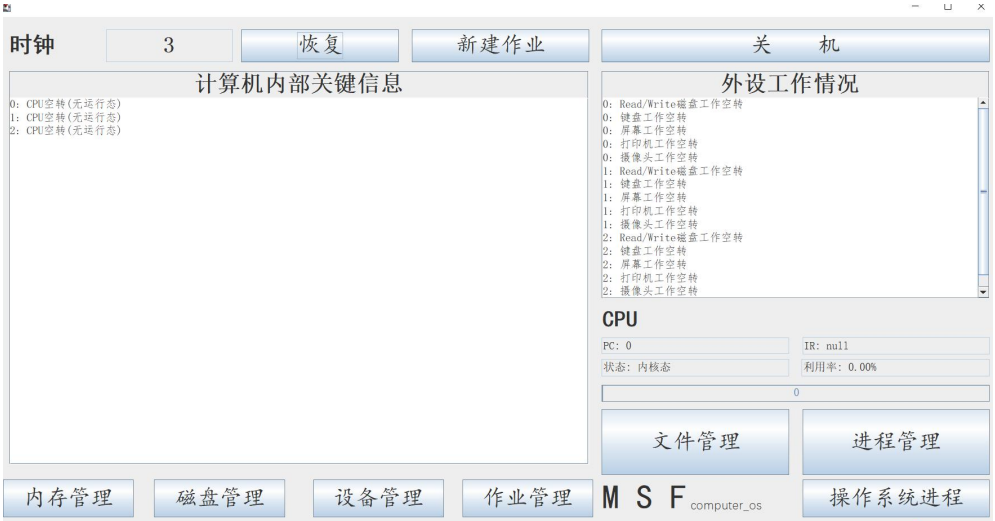 时钟 3 恢复 新建作业 关 机
计算机内部关键信息
0: CPU空转(无运行态)
1: CPU空转(无运行态)
2: CPU空转(无运行态)
外设工作情况
0: Read/Write磁盘工作空转
0: 键盘工作空转
0: 屏幕工作空转
0: 打印机工作空转
0: 摄像头工作空转
1: Read/Write磁盘工作空转
1: 键盘工作空转
1: 屏幕工作空转
1: 打印机工作空转
1: 摄像头工作空转
2: Read/Write磁盘工作空转
2: 键盘工作空转
2: 屏幕工作空转
2: 打印机工作空转
2: 摄像头工作空转
CPU
PC: 0 IR: null
状态: 内核态 利用率: 0.00%
0
文件管理 进程管理
内存管理 磁盘管理 设备管理 作业管理 M S F computer_os 操作系统进程